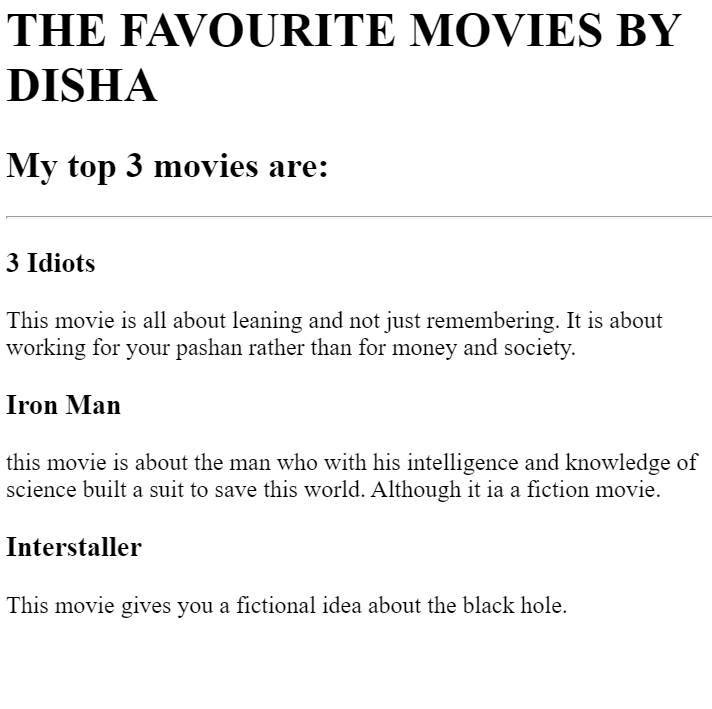 THE FAVOURITE MOVIES BY
DISHA
My top 3 movies are:
3 Idiots
This movie is all about leaning and not just remembering. It is about
working for your pashan rather than for money and society.
Iron Man
this movie is about the man who with his intelligence and knowledge of
science built a suit to save this world. Although it ia a fiction movie.
Interstaller
This movie gives you a fictional idea about the black hole.